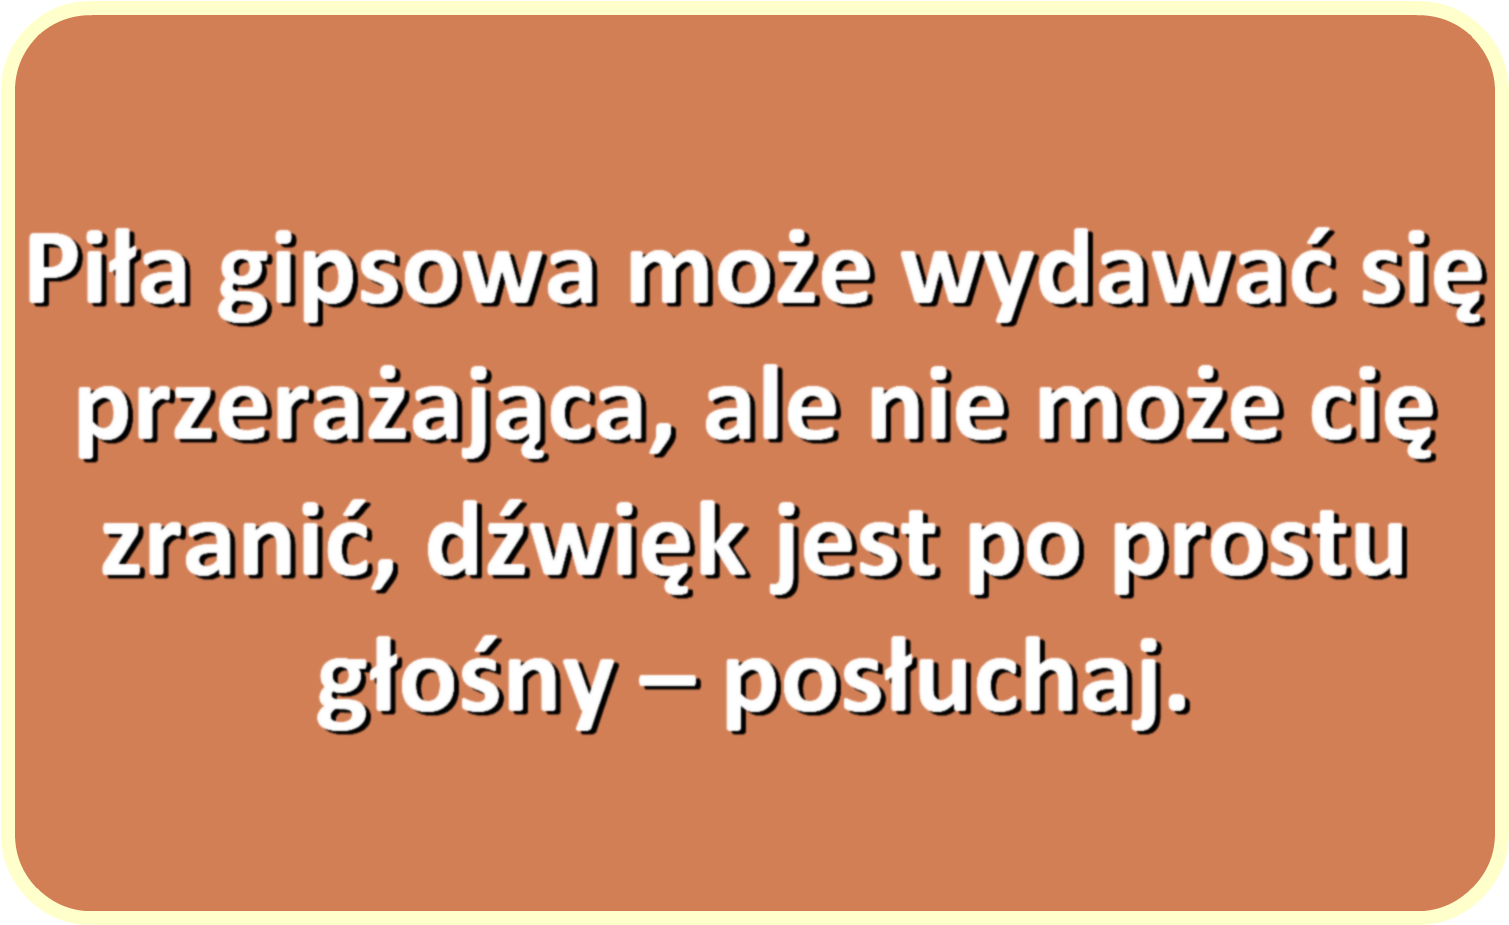 Piła gipsowa może wydawać się
przerażająca, ale nie może cię
zranić, dźwięk jest po prostu
głośny – posłuchaj.